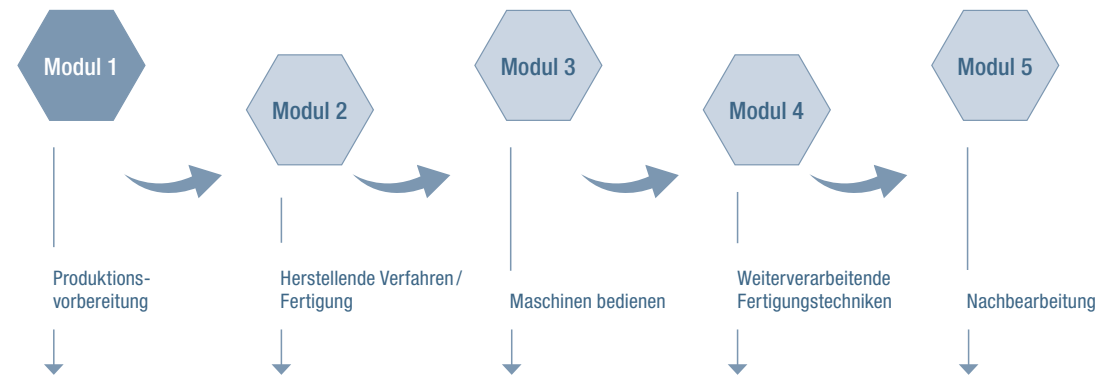 Modul 1
Modul 2
Modul 3
Modul 4
Modul 5
Produktions-
vorbereitung
Herstellende Verfahren /
Fertigung
Maschinen bedienen
Weiterverarbeitende
Fertigungstechniken
Nachbearbeitung